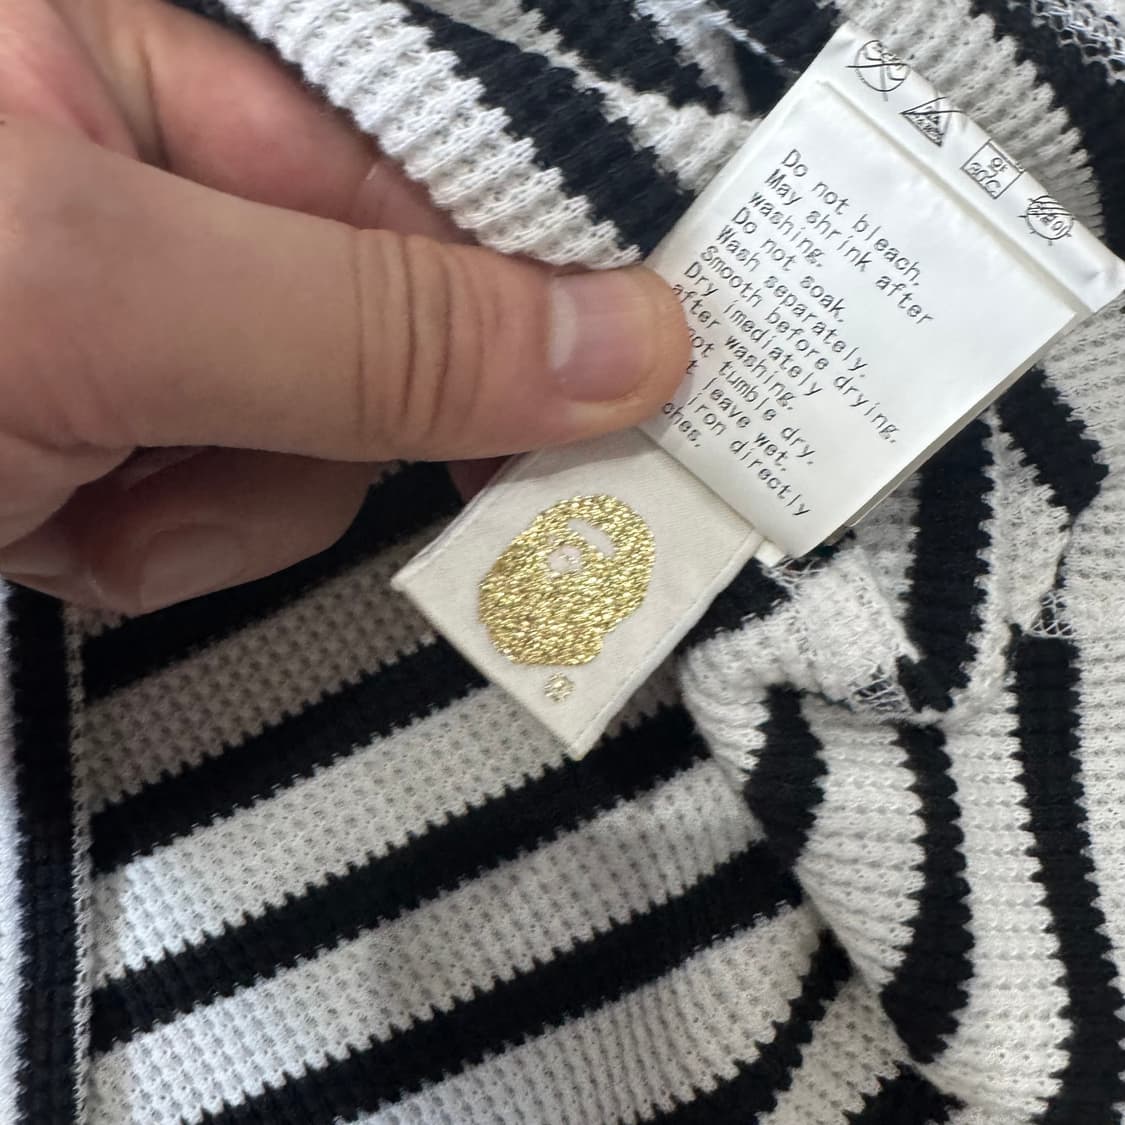 Do not bleach.
May shrink after
washing.
Do not soak.
Wash separately.
Smooth before drying.
Dry imediately
after washing.
not tumble dry.
leave wet.
iron directly